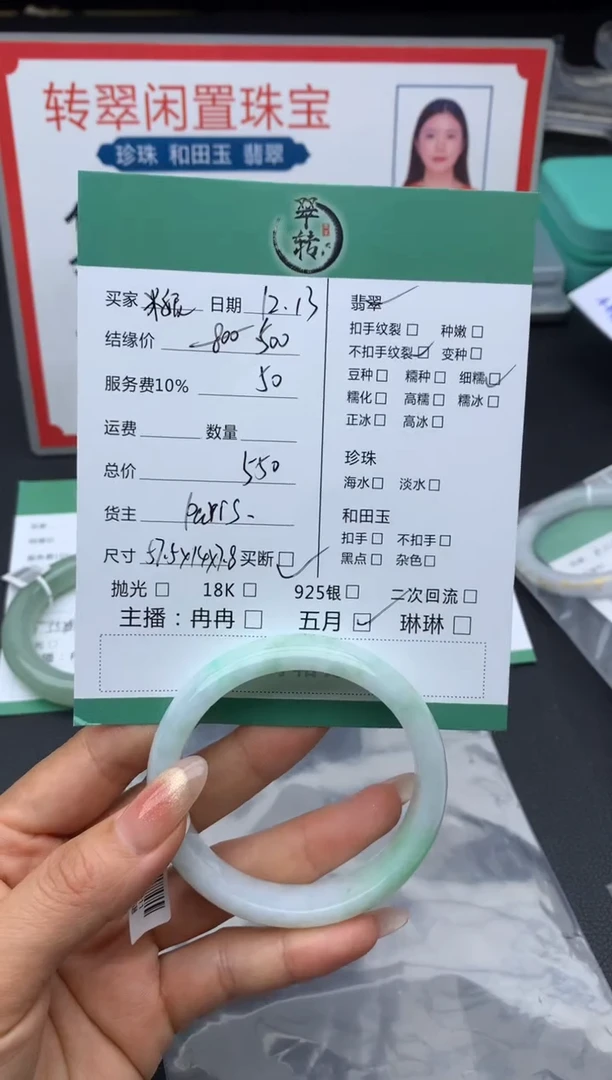 转翠闲置珠宝
珍珠 和田玉 翡翠
翠转
买家 日期 12.13
结缘价 800 500
服务费10% 50
运费 数量
总价 550
货主 paris-
尺寸 57.5x14x7.8 买断□
翡翠
扣手纹裂□ 种嫩□
不扣手纹裂□ 变种□
豆种□ 糯种□ 细糯□
糯化□ 高糯□ 糯冰□
正冰□ 高冰□
珍珠
海水□ 淡水□
和田玉
扣手□ 不扣手□
黑点□ 杂色□
抛光□ 18K□ 925银□ 二次回流□
主播：冉冉□ 五月□ 琳琳□